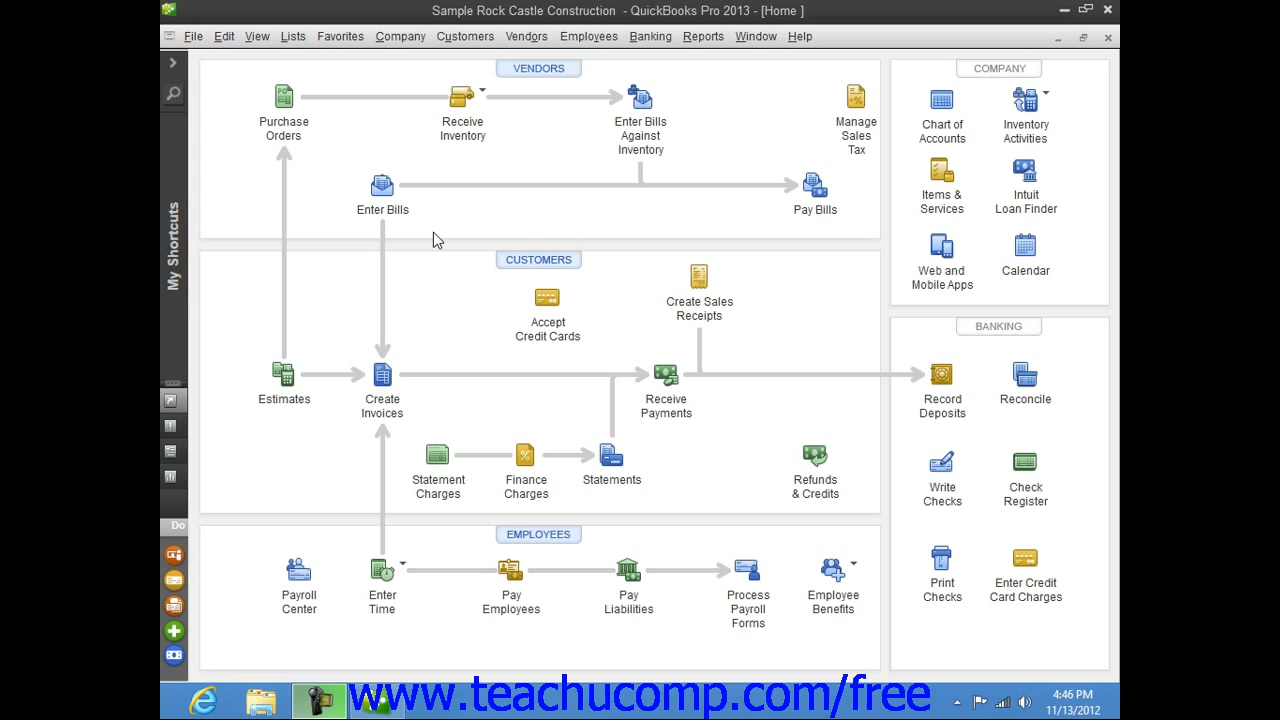 Sample Rock Castle Construction - QuickBooks Pro 2013 - [Home ]
File Edit View Lists Favorites Company Customers Vendors Employees Banking Reports Window Help
My Shortcuts
Do
VENDORS
Purchase
Orders
Receive
Inventory
Enter Bills
Against
Inventory
Manage
Sales
Tax
Enter Bills
Pay Bills
CUSTOMERS
Accept
Credit Cards
Create Sales
Receipts
Estimates
Create
Invoices
Receive
Payments
Statement
Charges
Finance
Charges
Statements
Refunds
& Credits
EMPLOYEES
Payroll
Center
Enter
Time
Pay
Employees
Pay
Liabilities
Process
Payroll
Forms
Employee
Benefits
COMPANY
Chart of
Accounts
Inventory
Activities
Items &
Services
Intuit
Loan Finder
Web and
Mobile Apps
Calendar
BANKING
Record
Deposits
Reconcile
Write
Checks
Check
Register
Print
Checks
Enter Credit
Card Charges
www.teachucomp.com/free
4:46 PM
11/13/2012